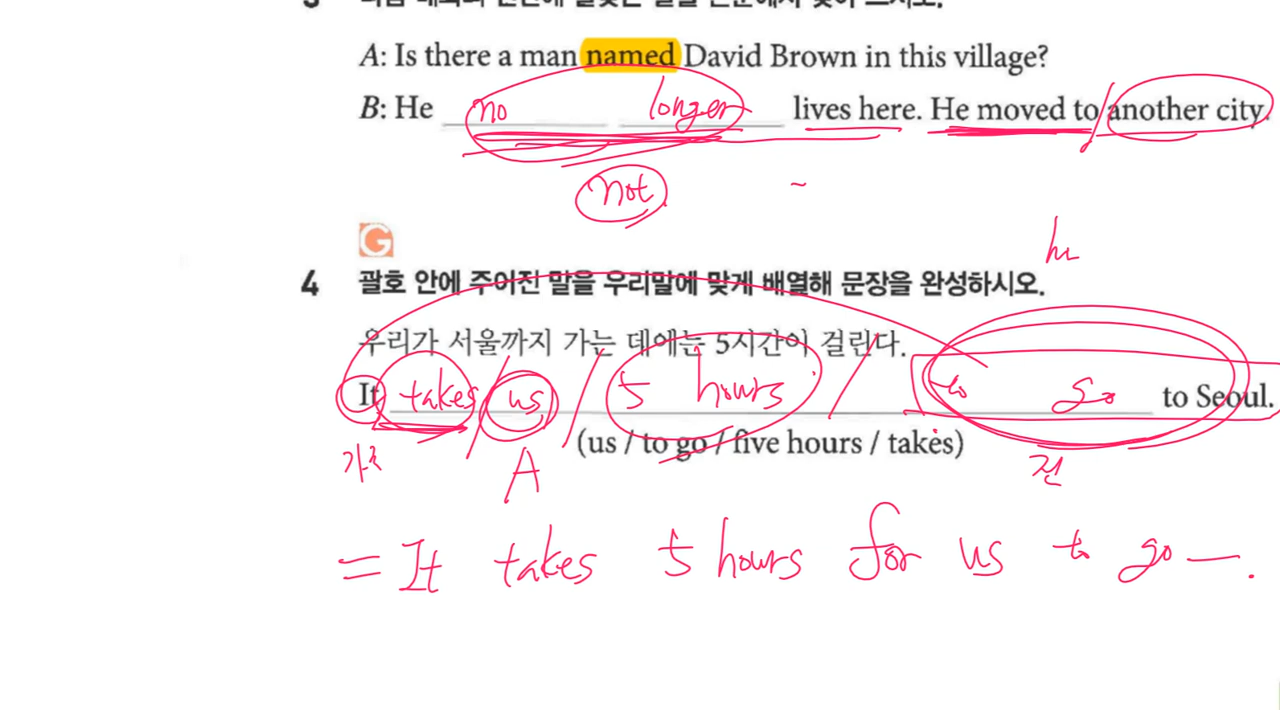 A: Is there a man named David Brown in this village?
B: He no longer lives here. He moved to another city.
not
G
4 괄호 안에 주어진 말을 우리말에 맞게 배열해 문장을 완성하시오.
우리가 서울까지 가는 데에는 5시간이 걸린다.
It takes / us / 5 hours / to go to Seoul.
(us / to go / five hours / takes)
A
= It takes 5 hours for us to go —.